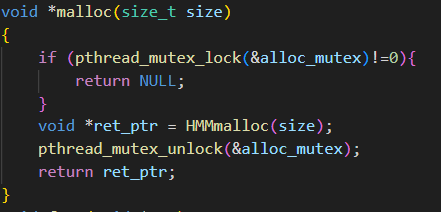 void *malloc(size_t size)
{
    if (pthread_mutex_lock(&alloc_mutex)!=0){
        return NULL;
    }
    void *ret_ptr = HMMmalloc(size);
    pthread_mutex_unlock(&alloc_mutex);
    return ret_ptr;
}